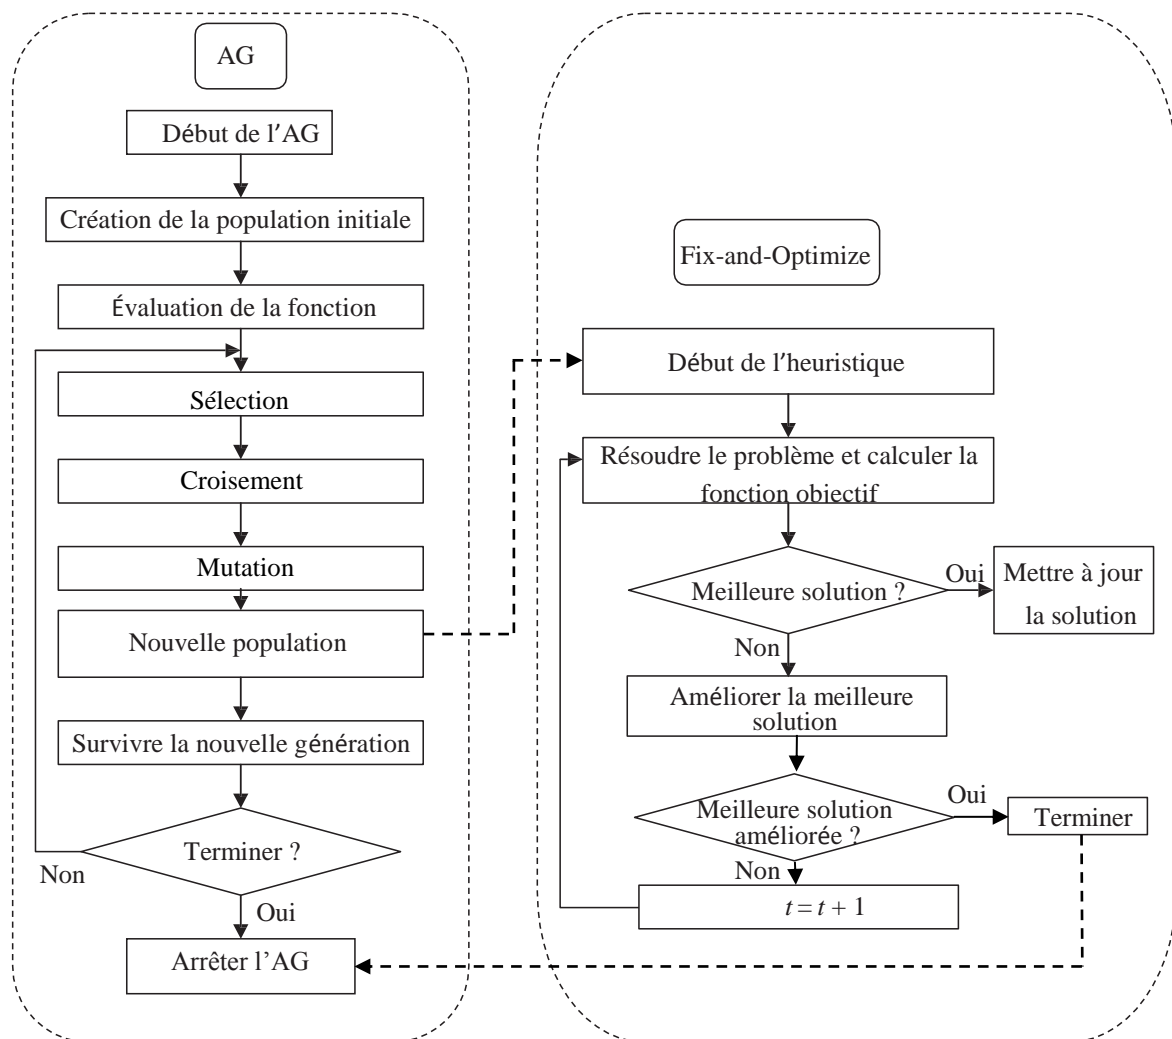 AG
Début de l'AG
Création de la population initiale
Évaluation de la fonction
Sélection
Croisement
Mutation
Nouvelle population
Survivre la nouvelle génération
Terminer ?
Non
Oui
Arrêter l'AG
Fix-and-Optimize
Début de l'heuristique
Résoudre le problème et calculer la
fonction objectif
Meilleure solution ?
Oui
Mettre à jour
la solution
Non
Améliorer la meilleure
solution
Meilleure solution
améliorée ?
Oui
Terminer
Non
t = t + 1